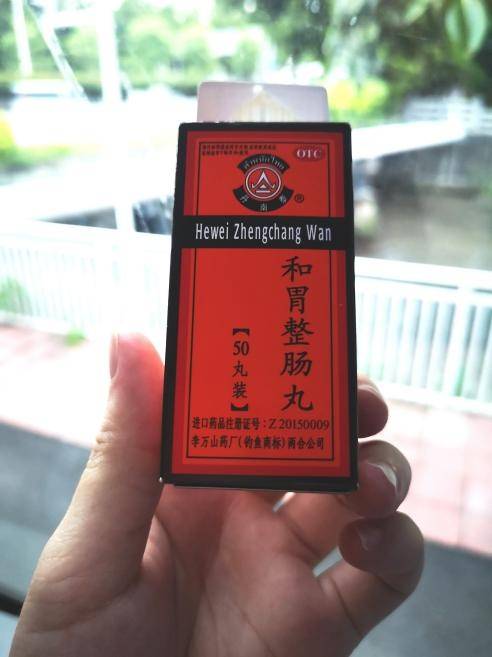 OTC
®
Hewei Zhengchang Wan
和胃整肠丸
【50丸装】
进口药品注册证号：Z20150009
李万山药厂(钓鱼商标)两合公司